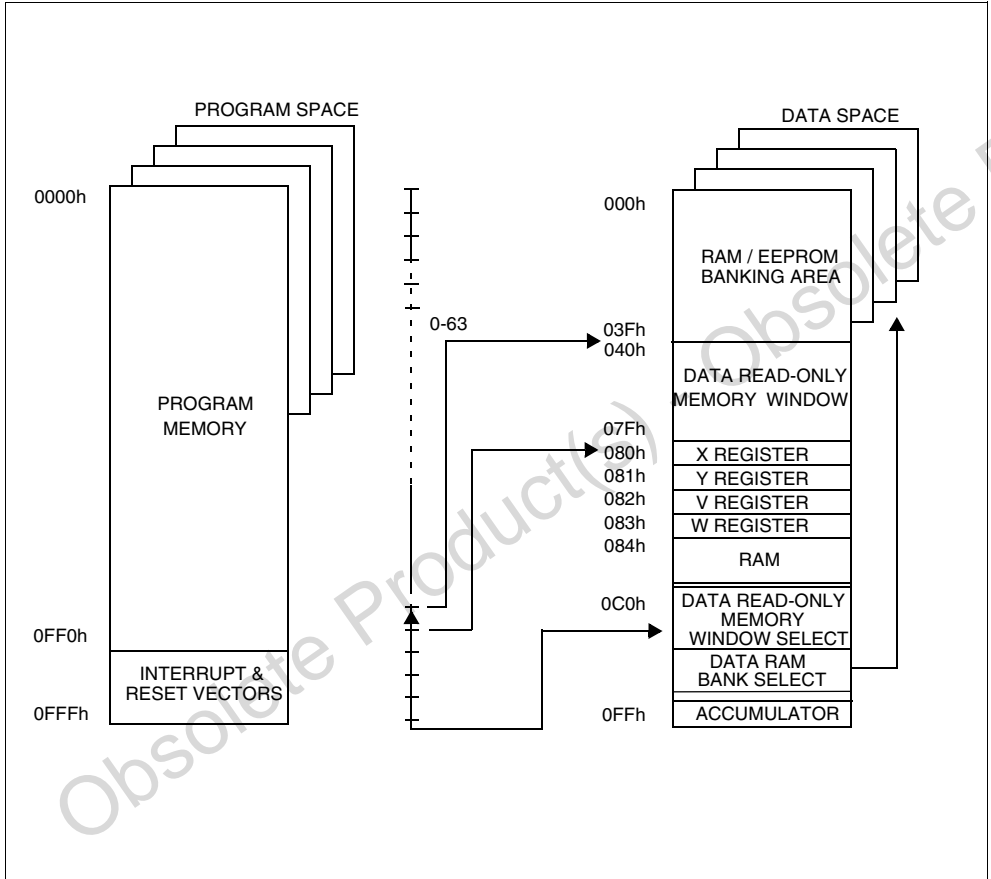 PROGRAM SPACE
0000h
PROGRAM
MEMORY
0FF0h
INTERRUPT &
RESET VECTORS
0FFFh
0-63
DATA SPACE
000h
RAM / EEPROM
BANKING AREA
03Fh
040h
DATA READ-ONLY
MEMORY WINDOW
07Fh
080h
X REGISTER
081h
Y REGISTER
082h
V REGISTER
083h
W REGISTER
084h
RAM
0C0h
DATA READ-ONLY
MEMORY
WINDOW SELECT
DATA RAM
BANK SELECT
0FFh
ACCUMULATOR
Obsolete Product(s) - Obsolete P